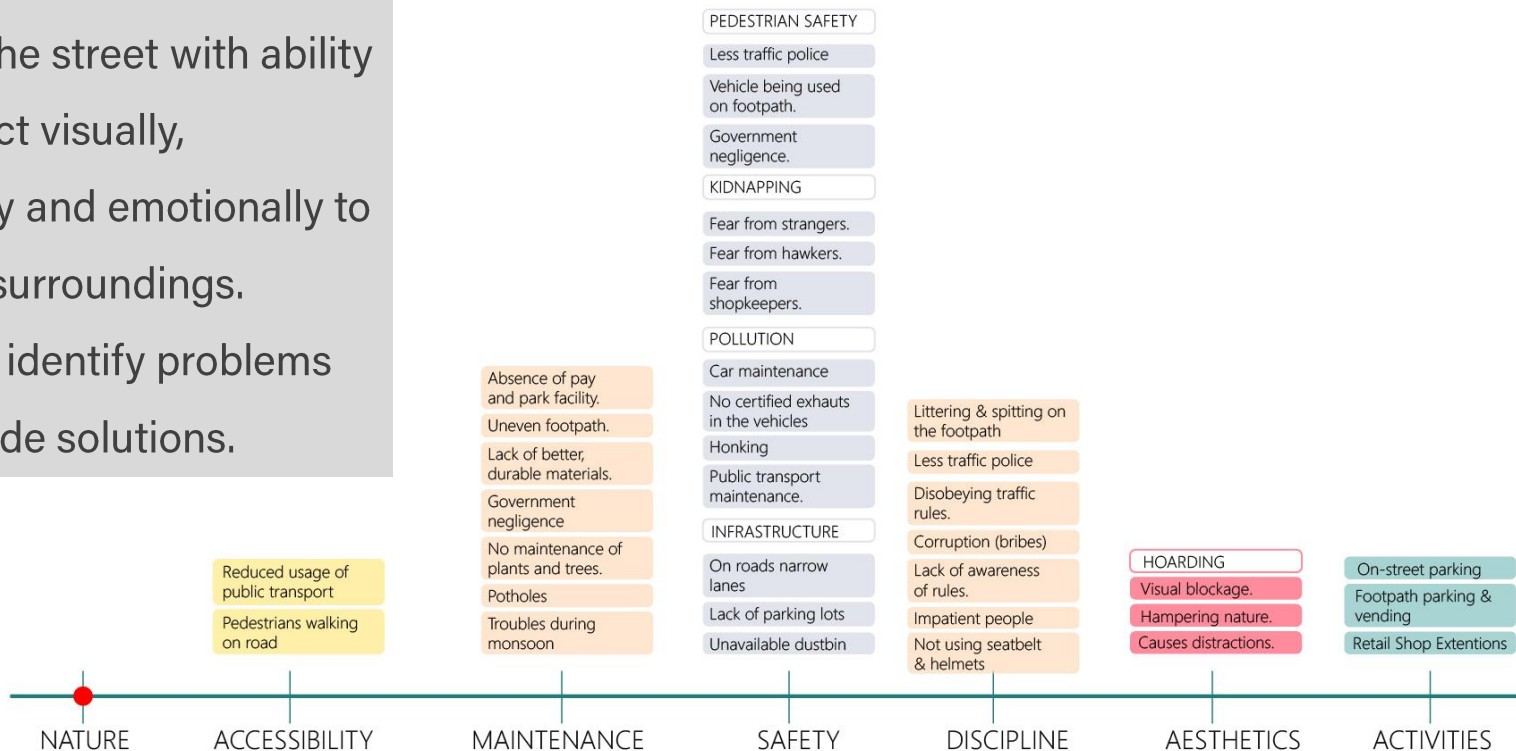 he street with ability
ct visually,
y and emotionally to
surroundings.
identify problems
de solutions.
Reduced usage of
public transport
Pedestrians walking
on road
Absence of pay
and park facility.
Uneven footpath.
Lack of better,
durable materials.
Government
negligence
No maintenance of
plants and trees.
Potholes
Troubles during
monsoon
PEDESTRIAN SAFETY
Less traffic police
Vehicle being used
on footpath.
Government
negligence.
KIDNAPPING
Fear from strangers.
Fear from hawkers.
Fear from
shopkeepers.
POLLUTION
Car maintenance
No certified exhauts
in the vehicles
Honking
Public transport
maintenance.
INFRASTRUCTURE
On roads narrow
lanes
Lack of parking lots
Unavailable dustbin
Littering & spitting on
the footpath
Less traffic police
Disobeying traffic
rules.
Corruption (bribes)
Lack of awareness
of rules.
Impatient people
Not using seatbelt
& helmets
HOARDING
Visual blockage.
Hampering nature.
Causes distractions.
On-street parking
Footpath parking &
vending
Retail Shop Extentions
NATURE
ACCESSIBILITY
MAINTENANCE
SAFETY
DISCIPLINE
AESTHETICS
ACTIVITIES